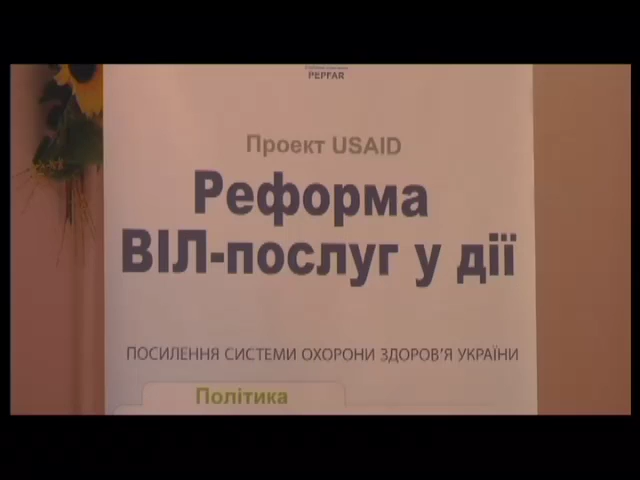 PEPFAR
Проект USAID
Реформа
ВІЛ-послуг у дії
ПОСИЛЕННЯ СИСТЕМИ ОХОРОНИ ЗДОРОВ'Я УКРАЇНИ
Політика